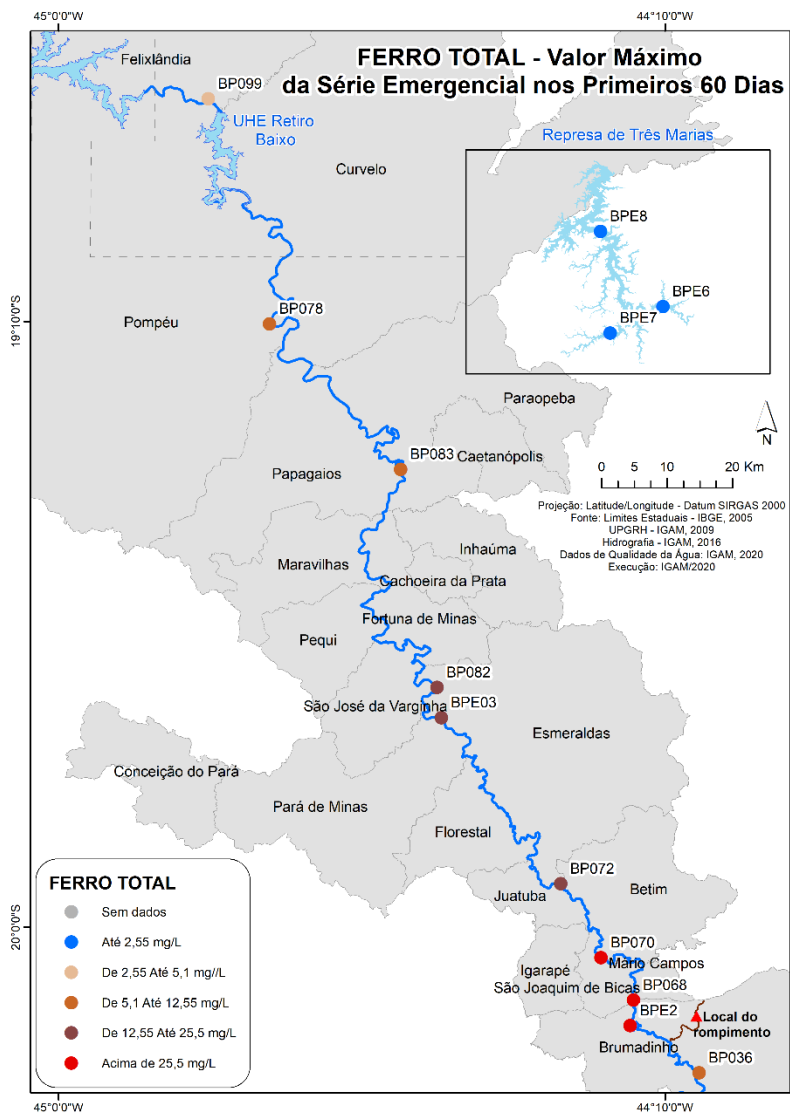 45°0'0"
44°10'0"
FERRO TOTAL - Valor Máximo
da Série Emergencial nos Primeiros 60 Dias
Felixlândia
BP099
UHE Retiro
Baixo
Represa de Três Marias
Curvelo
BPE8
BPE6
BPE7
19°10'0"S
BP078
Pompéu
Paraopeba
N
BP083
Caetanópolis
0 10 20 Km
Papagaios
Projeção: Latitude/Longitude - Datum SIRGAS 2000
Fonte: Limites Estaduais - IBGE, 2005
UPGRH - IGAM, 2009
Hidrografia - IGAM, 2016
Dados de Qualidade da Água: IGAM, 2020
Execução: IGAM/2020
Inhaúma
Maravilhas
Cachoeira da Prata
Fortuna de Minas
Pequi
BP082
São José da Varginha
BPE03
Esmeraldas
Conceição do Pará
Pará de Minas
Florestal
BP072
Juatuba
Betim
20°0'0"S
BP070
Mário Campos
Igarapé
São Joaquim de Bicas
BP068
BPE2
Local do
rompimento
Brumadinho
BP036
FERRO TOTAL
Sem dados
Até 2,55 mg/L
De 2,55 Até 5,1 mg//L
De 5,1 Até 12,55 mg/L
De 12,55 Até 25,5 mg/L
Acima de 25,5 mg/L
45°0'0"
44°10'0"